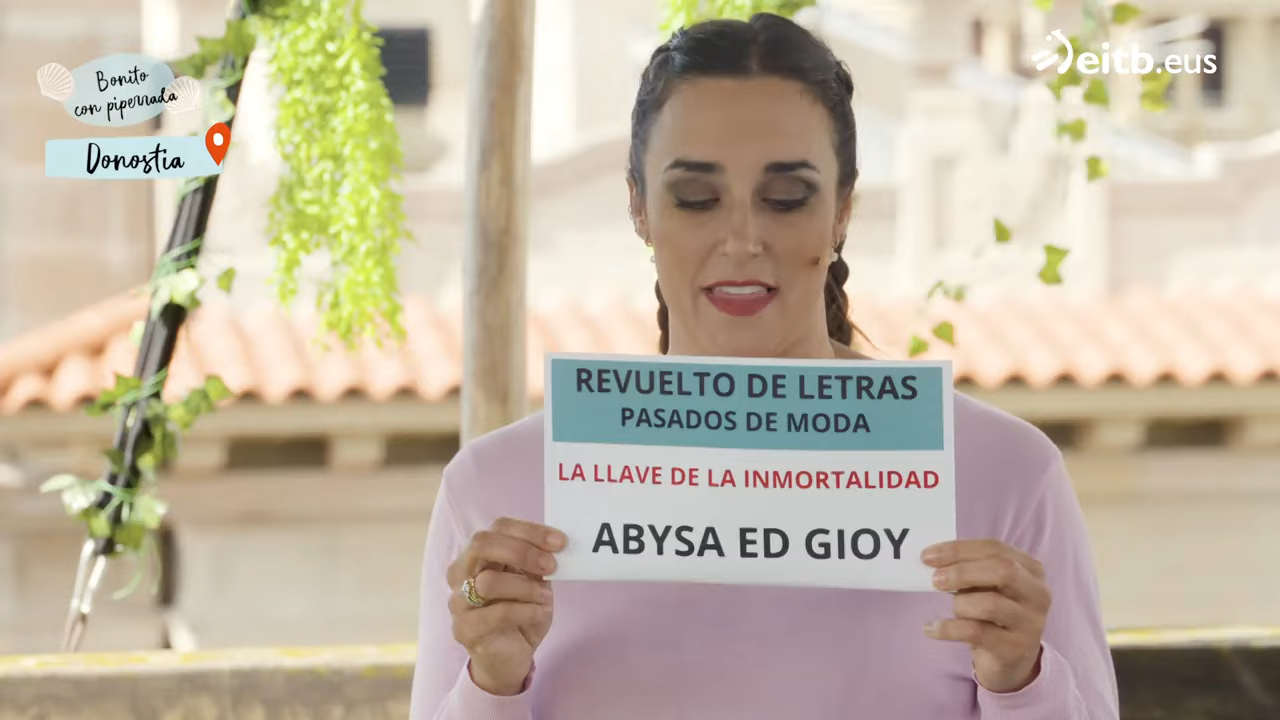 Bonito
con piperrada
Donostia
eitb.eus
REVUELTO DE LETRAS
PASADOS DE MODA
LA LLAVE DE LA INMORTALIDAD
ABYSA ED GIOY